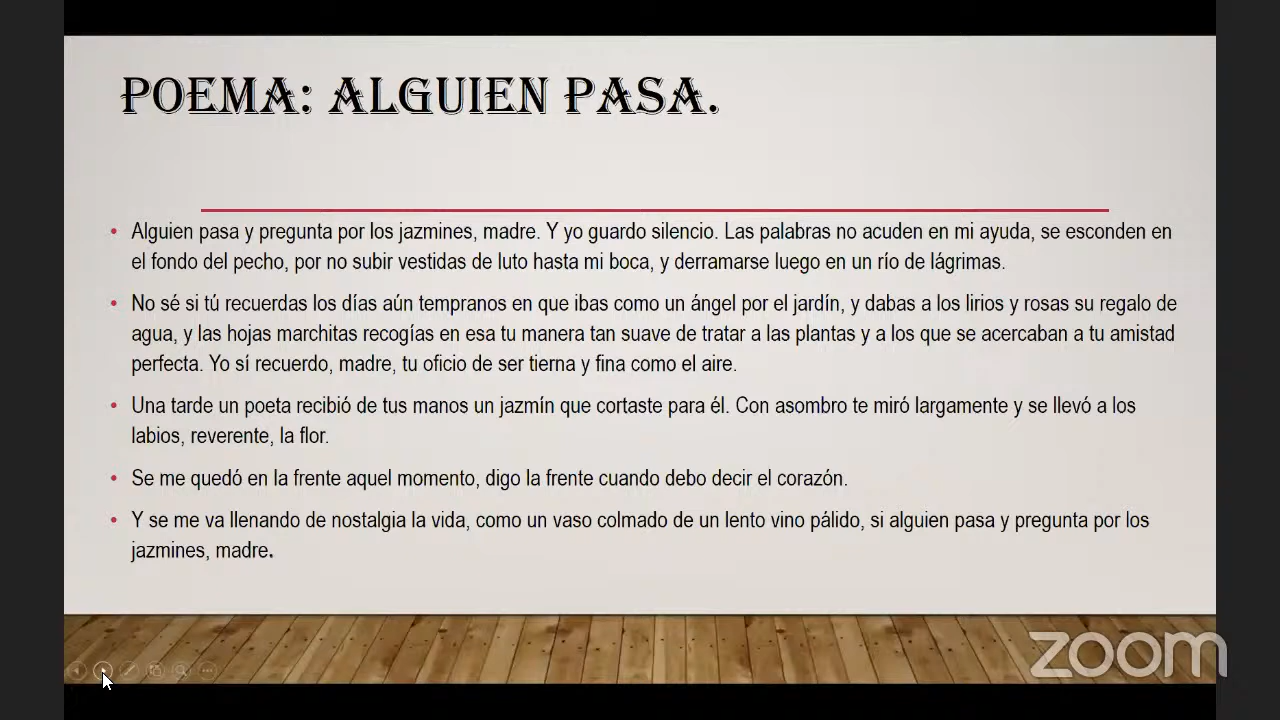 POEMA: ALGUIEN PASA.
• Alguien pasa y pregunta por los jazmines, madre. Y yo guardo silencio. Las palabras no acuden en mi ayuda, se esconden en
el fondo del pecho, por no subir vestidas de luto hasta mi boca, y derramarse luego en un río de lágrimas.
• No sé si tú recuerdas los días aún tempranos en que ibas como un ángel por el jardín, y dabas a los lirios y rosas su regalo de
agua, y las hojas marchitas recogías en esa tu manera tan suave de tratar a las plantas y a los que se acercaban a tu amistad
perfecta. Yo sí recuerdo, madre, tu oficio de ser tierna y fina como el aire.
• Una tarde un poeta recibió de tus manos un jazmín que cortaste para él. Con asombro te miró largamente y se llevó a los
labios, reverente, la flor.
• Se me quedó en la frente aquel momento, digo la frente cuando debo decir el corazón.
• Y se me va llenando de nostalgia la vida, como un vaso colmado de un lento vino pálido, si alguien pasa y pregunta por los
jazmines, madre.
zoom